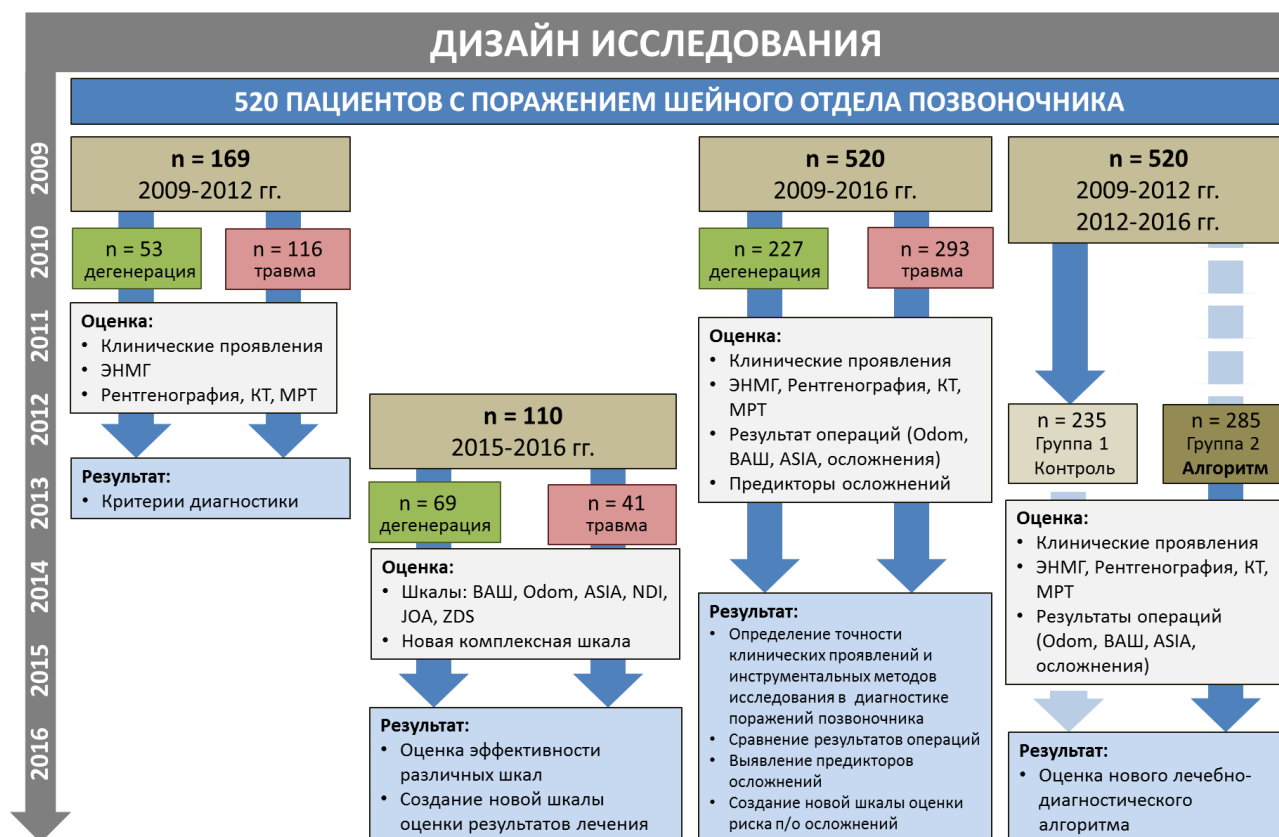 ДИЗАЙН ИССЛЕДОВАНИЯ
520 ПАЦИЕНТОВ С ПОРАЖЕНИЕМ ШЕЙНОГО ОТДЕЛА ПОЗВОНОЧНИКА
2009
2010
2011
2012
2013
2014
2015
2016
n = 169
2009-2012 гг.
n = 53
дегенерация
n = 116
травма
Оценка:
• Клинические проявления
• ЭНМГ
• Рентгенография, КТ, МРТ
Результат:
• Критерии диагностики
n = 110
2015-2016 гг.
n = 69
дегенерация
n = 41
травма
Оценка:
• Шкалы: ВАШ, Odom, ASIA, NDI,
JOA, ZDS
• Новая комплексная шкала
Результат:
• Оценка эффективности
различных шкал
• Создание новой шкалы
оценки результатов лечения
n = 520
2009-2016 гг.
n = 227
дегенерация
n = 293
травма
Оценка:
• Клинические проявления
• ЭНМГ, Рентгенография, КТ,
МРТ
• Результат операций (Odom,
ВАШ, ASIA, осложнения)
• Предикторы осложнений
Результат:
• Определение точности
клинических проявлений и
инструментальных методов
исследования в диагностике
поражений позвоночника
• Сравнение результатов операций
• Выявление предикторов
осложнений
• Создание новой шкалы оценки
риска п/о осложнений
n = 520
2009-2012 гг.
2012-2016 гг.
n = 235
Группа 1
Контроль
n = 285
Группа 2
Алгоритм
Оценка:
• Клинические проявления
• ЭНМГ, Рентгенография, КТ,
МРТ
• Результаты операций
(Odom, ВАШ, ASIA,
осложнения)
Результат:
• Оценка нового лечебно-
диагностического
алгоритма